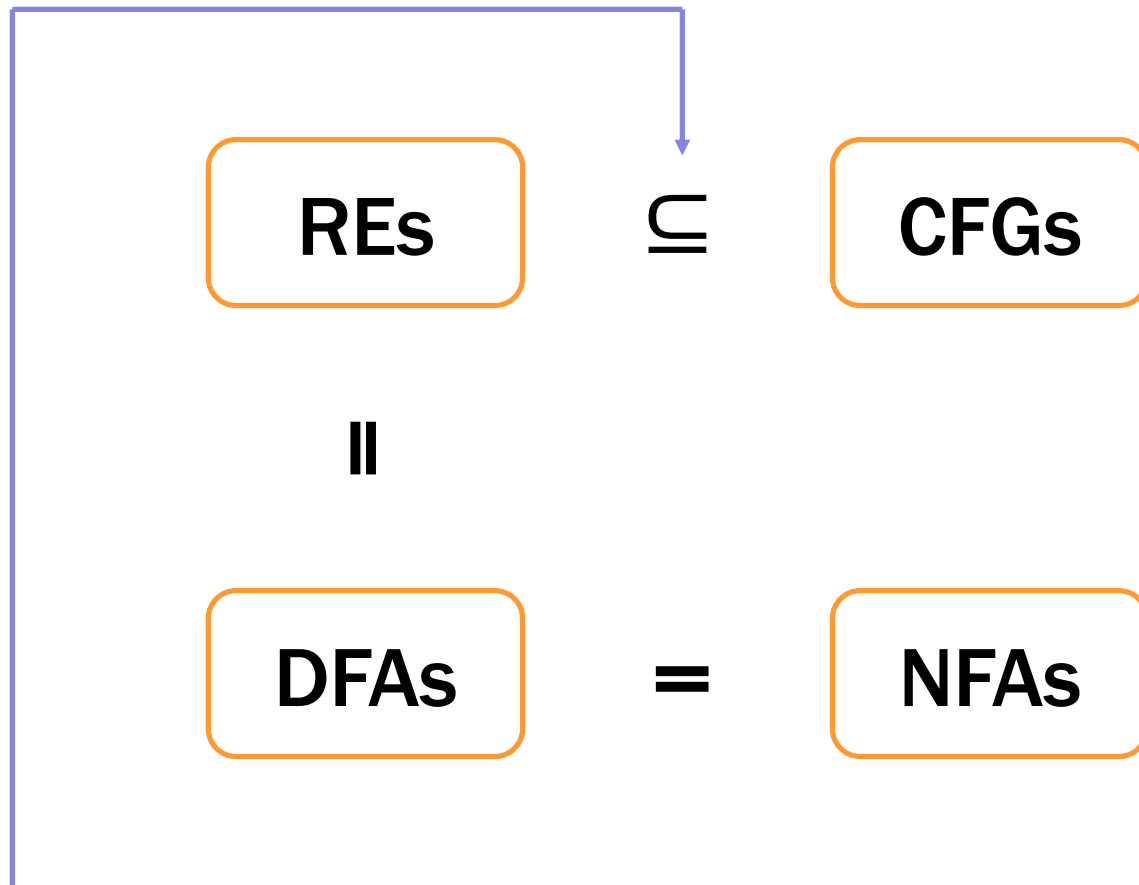 REs ⊆ CFGs
=
DFAs = NFAs